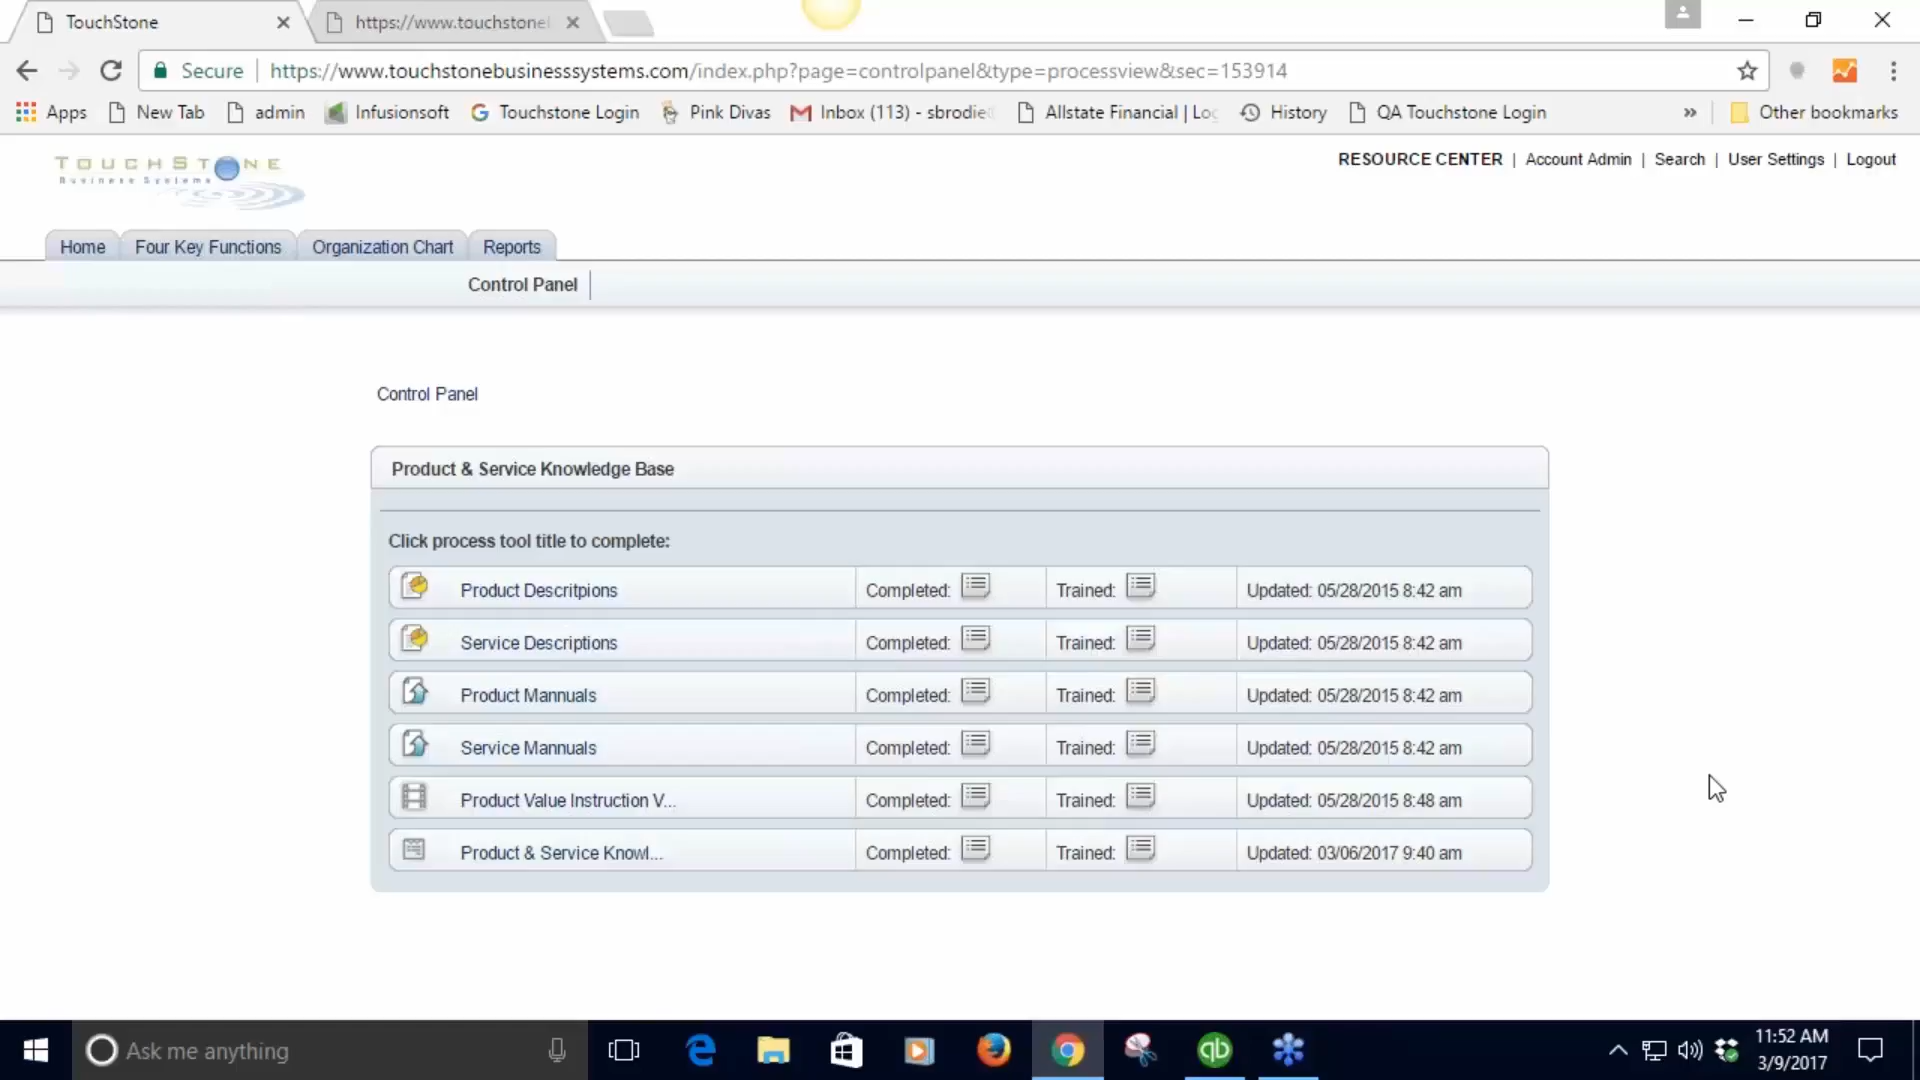 TouchStone
https://www.touchstonel
Secure
https://www.touchstonebusinesssystems.com/index.php?page=controlpanel&type=processview&sec=153914
Apps
New Tab
admin
Infusionsoft
Touchstone Login
Pink Divas
Inbox (113) - sbrodie
Allstate Financial | Log
History
QA Touchstone Login
»
Other bookmarks
TOUCHSTONE
Business Systems
RESOURCE CENTER | Account Admin | Search | User Settings | Logout
Home
Four Key Functions
Organization Chart
Reports
Control Panel
Control Panel
Product & Service Knowledge Base
Click process tool title to complete:
Product Descritpions Completed: Trained: Updated: 05/28/2015 8:42 am
Service Descriptions Completed: Trained: Updated: 05/28/2015 8:42 am
Product Mannuals Completed: Trained: Updated: 05/28/2015 8:42 am
Service Mannuals Completed: Trained: Updated: 05/28/2015 8:42 am
Product Value Instruction V... Completed: Trained: Updated: 05/28/2015 8:48 am
Product & Service Knowl... Completed: Trained: Updated: 03/06/2017 9:40 am
Ask me anything
qb
11:52 AM
3/9/2017